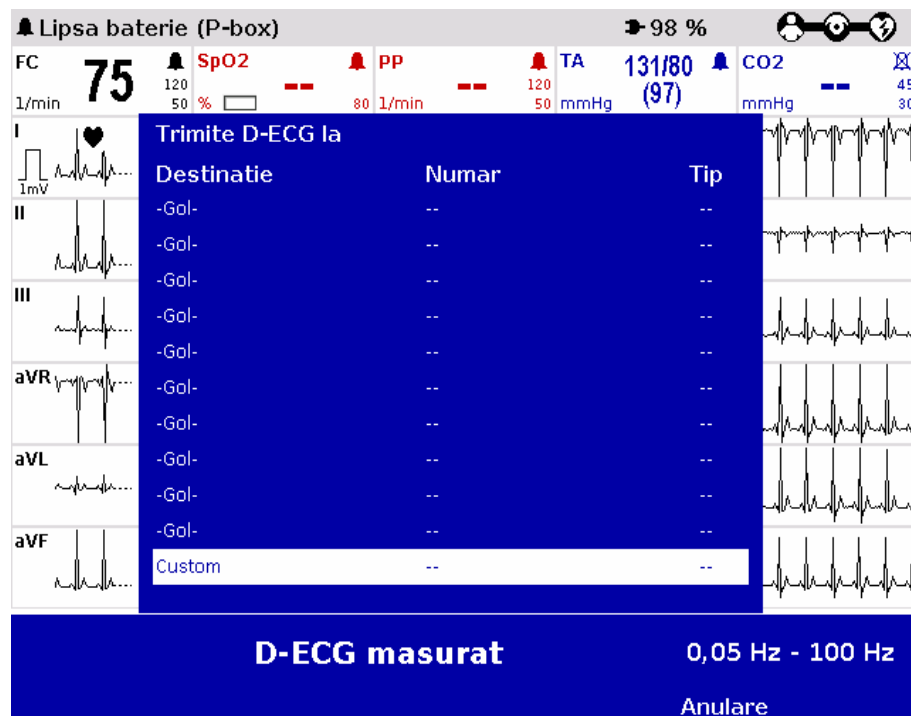 Lipsa baterie (P-box) 98 %
FC 75 120 50 1/min
SpO2 -- % 80
PP -- 120 50 1/min
TA 131/80 (97) mmHg
CO2 -- 45 30 mmHg
I
1mV
II
III
aVR
aVL
aVF
Trimite D-ECG la
Destinatie Numar Tip
-Gol- -- --
-Gol- -- --
-Gol- -- --
-Gol- -- --
-Gol- -- --
-Gol- -- --
-Gol- -- --
-Gol- -- --
-Gol- -- --
-Gol- -- --
Custom -- --
D-ECG masurat 0,05 Hz - 100 Hz
Anulare